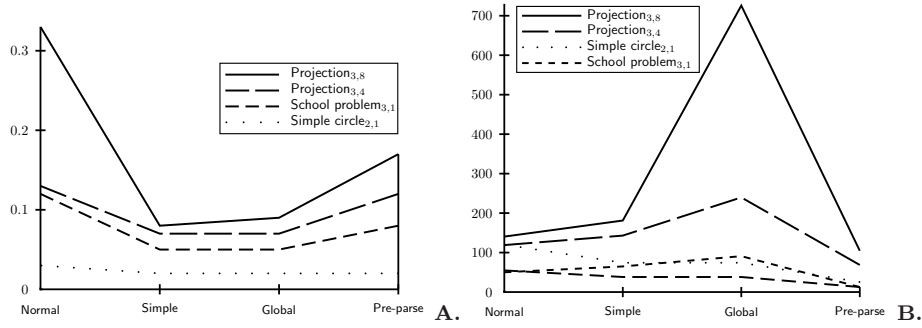 0.3
0.2
0.1
0
Projection3,8
Projection3,4
School problem3,1
Simple circle2,1
Normal
Simple
Global
Pre-parse
A.
700
600
500
400
300
200
100
0
Projection3,8
Projection3,4
Simple circle2,1
School problem3,1
Normal
Simple
Global
Pre-parse
B.